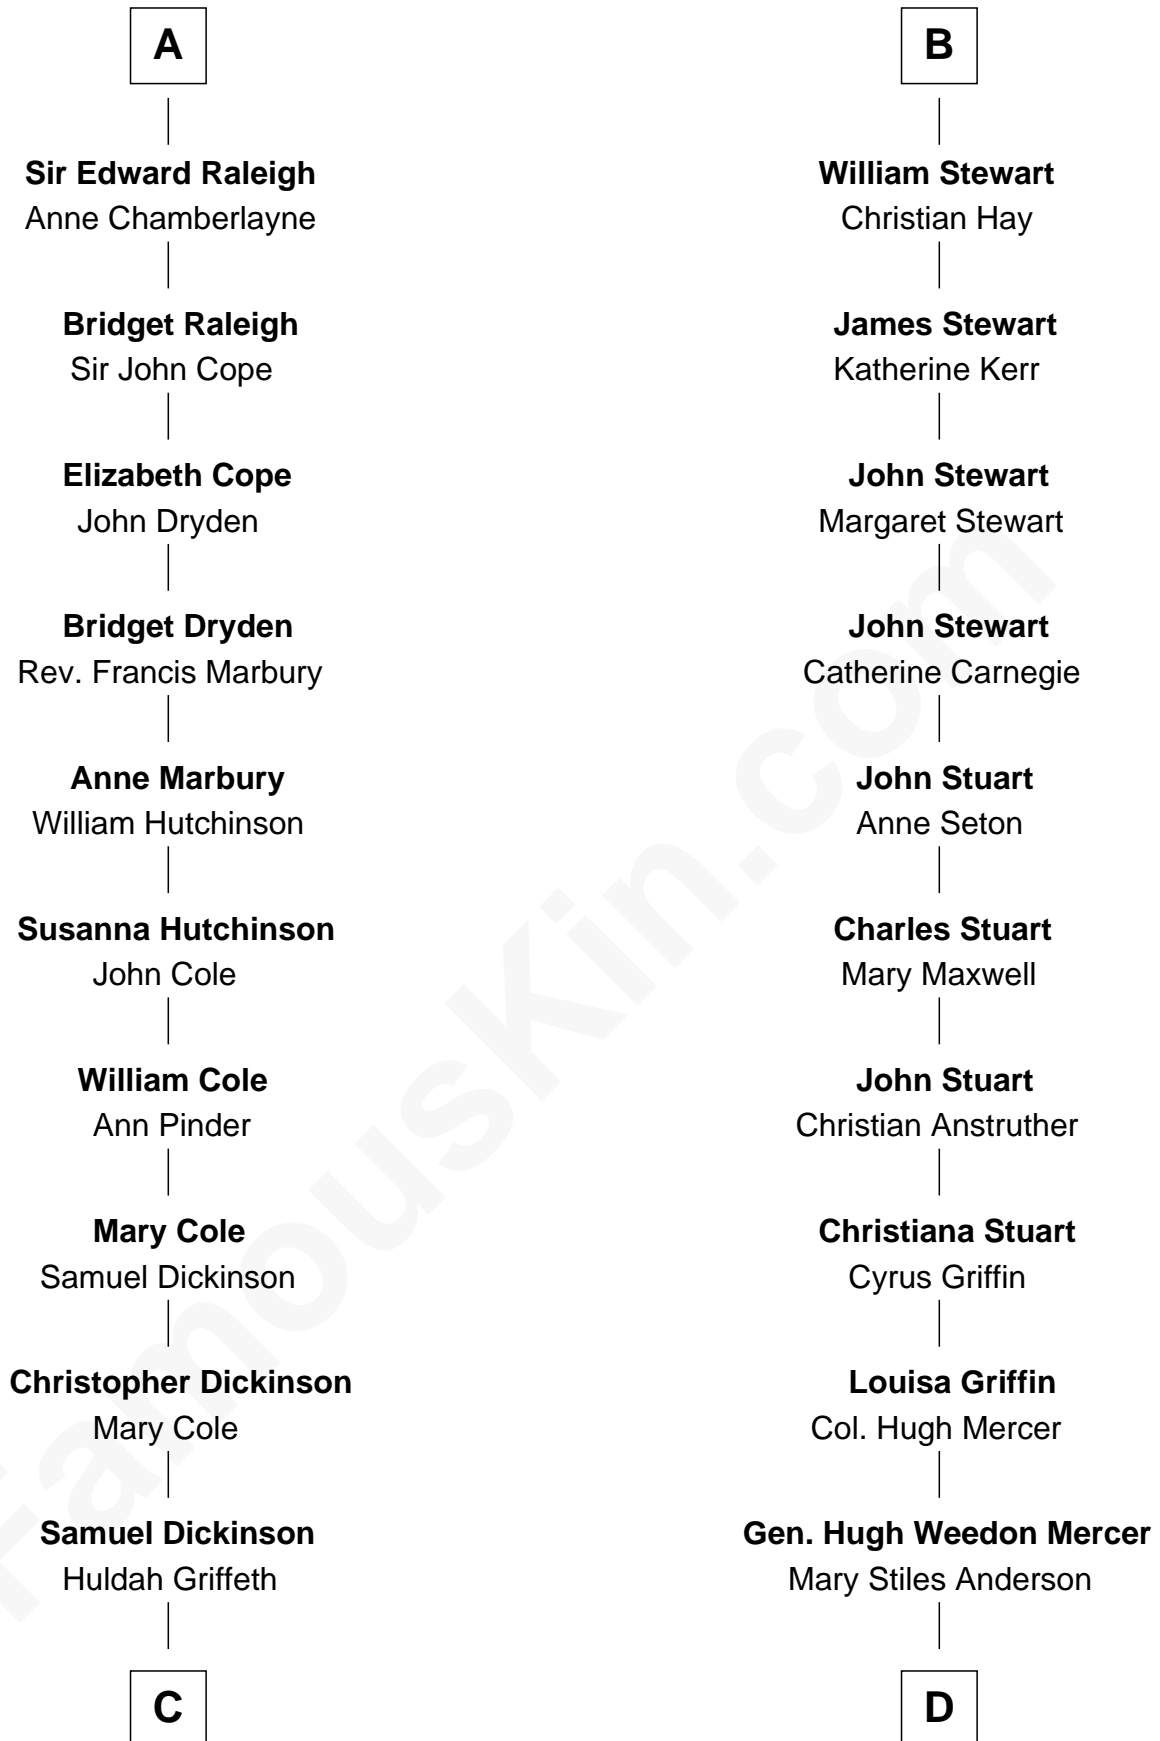 A
Sir Edward Raleigh
Anne Chamberlayne
Bridget Raleigh
Sir John Cope
Elizabeth Cope
John Dryden
Bridget Dryden
Rev. Francis Marbury
Anne Marbury
William Hutchinson
Susanna Hutchinson
John Cole
William Cole
Ann Pinder
Mary Cole
Samuel Dickinson
Christopher Dickinson
Mary Cole
Samuel Dickinson
Huldah Griffeth
C
B
William Stewart
Christian Hay
James Stewart
Katherine Kerr
John Stewart
Margaret Stewart
John Stewart
Catherine Carnegie
John Stuart
Anne Seton
Charles Stuart
Mary Maxwell
John Stuart
Christian Anstruther
Christiana Stuart
Cyrus Griffin
Louisa Griffin
Col. Hugh Mercer
Gen. Hugh Weedon Mercer
Mary Stiles Anderson
D
FamousKin.com